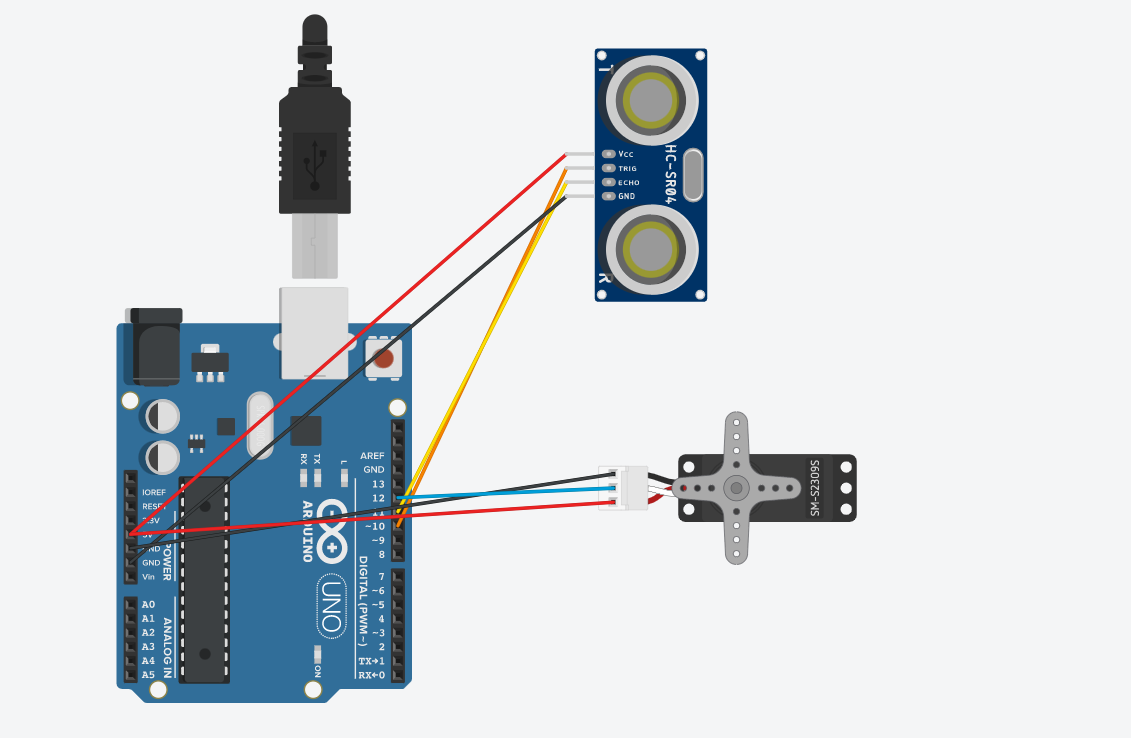 T
VCC
TRIG
ECHO
GND
HC-SR04
R
IOREF
RESET
3.3V
5V
GND
GND
Vin
POWER
A0
A1
A2
A3
A4
A5
ANALOG IN
RX
TX
L
ARDUINO
UNO
ON
AREF
GND
13
12
~10
~9
8
7
~6
~5
4
~3
2
TX→1
RX←0
DIGITAL (PWM~)
SM-S2309S